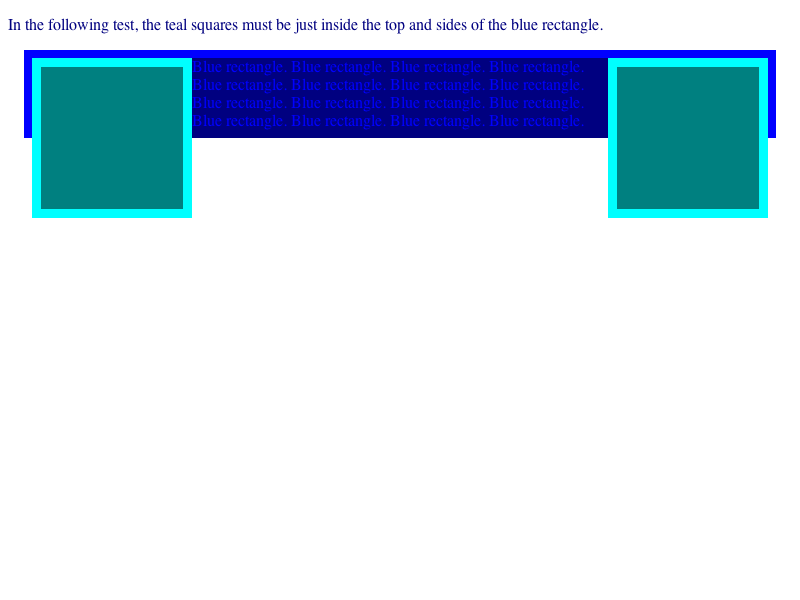 In the following test, the teal squares must be just inside the top and sides of the blue rectangle.
Blue rectangle. Blue rectangle. Blue rectangle. Blue rectangle.
Blue rectangle. Blue rectangle. Blue rectangle. Blue rectangle.
Blue rectangle. Blue rectangle. Blue rectangle. Blue rectangle.
Blue rectangle. Blue rectangle. Blue rectangle. Blue rectangle.